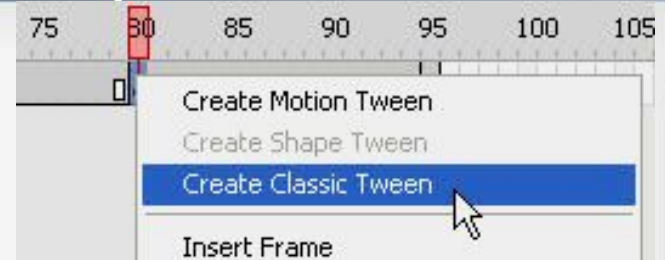 75 80 85 90 95 100 105
Create Motion Tween
Create Shape Tween
Create Classic Tween
Insert Frame